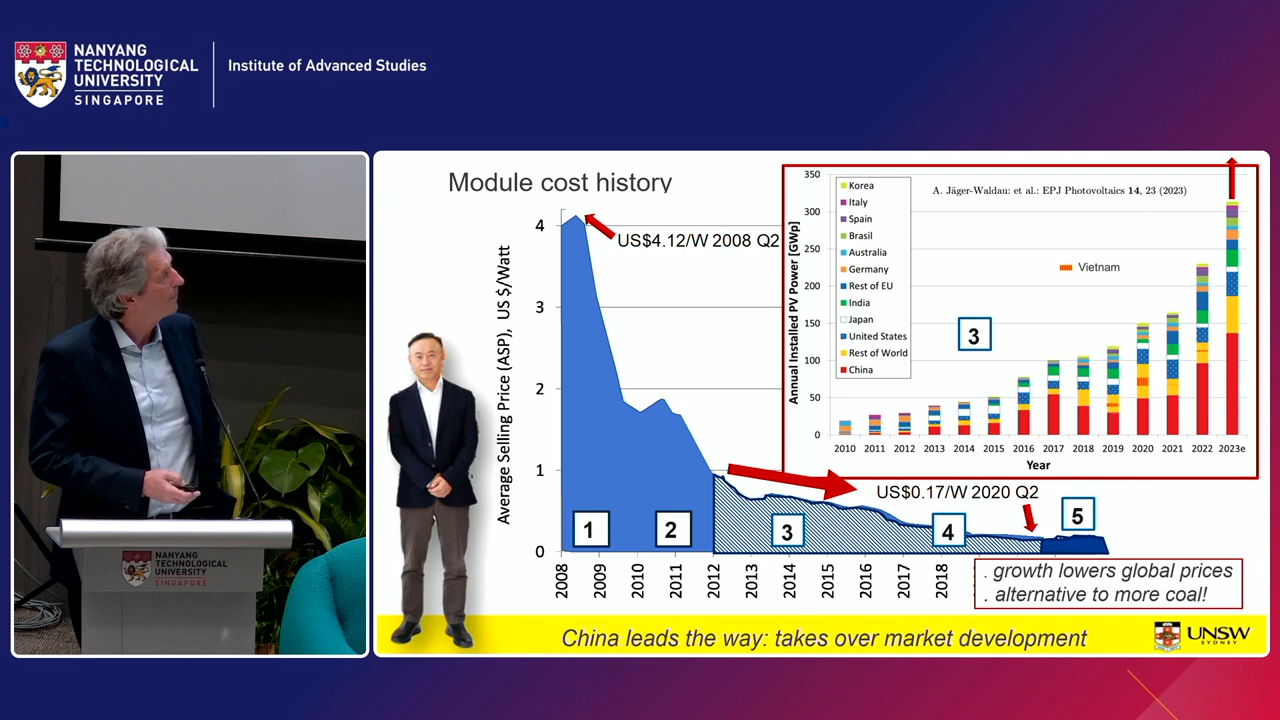 NANYANG
TECHNOLOGICAL
UNIVERSITY
SINGAPORE
Institute of Advanced Studies
NANYANG
TECHNOLOGICAL
UNIVERSITY
SINGAPORE
Module cost history
Average Selling Price (ASP), US $/Watt
4
3
2
1
0
US$4.12/W 2008 Q2
US$0.17/W 2020 Q2
1
2
3
4
5
2008
2009
2010
2011
2012
2013
2014
2015
2016
2017
2018
A. Jäger-Waldau: et al.: EPJ Photovoltaics 14, 23 (2023)
Annual Installed PV Power [GWp]
350
300
250
200
150
100
50
0
Korea
Italy
Spain
Brasil
Australia
Germany
Rest of EU
India
Japan
United States
Rest of World
China
Vietnam
3
2010 2011 2012 2013 2014 2015 2016 2017 2018 2019 2020 2021 2022 2023e
Year
. growth lowers global prices
. alternative to more coal!
China leads the way: takes over market development
UNSW
SYDNEY